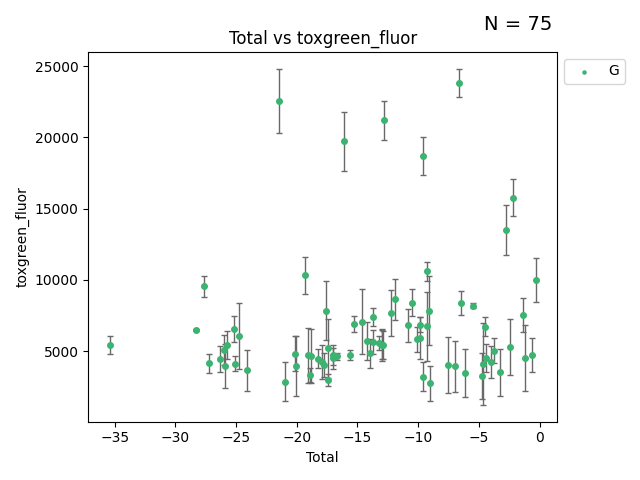 N = 75
Total vs toxgreen_fluor
G
25000
20000
15000
10000
5000
toxgreen_fluor
−35 −30 −25 −20 −15 −10 −5 0
Total